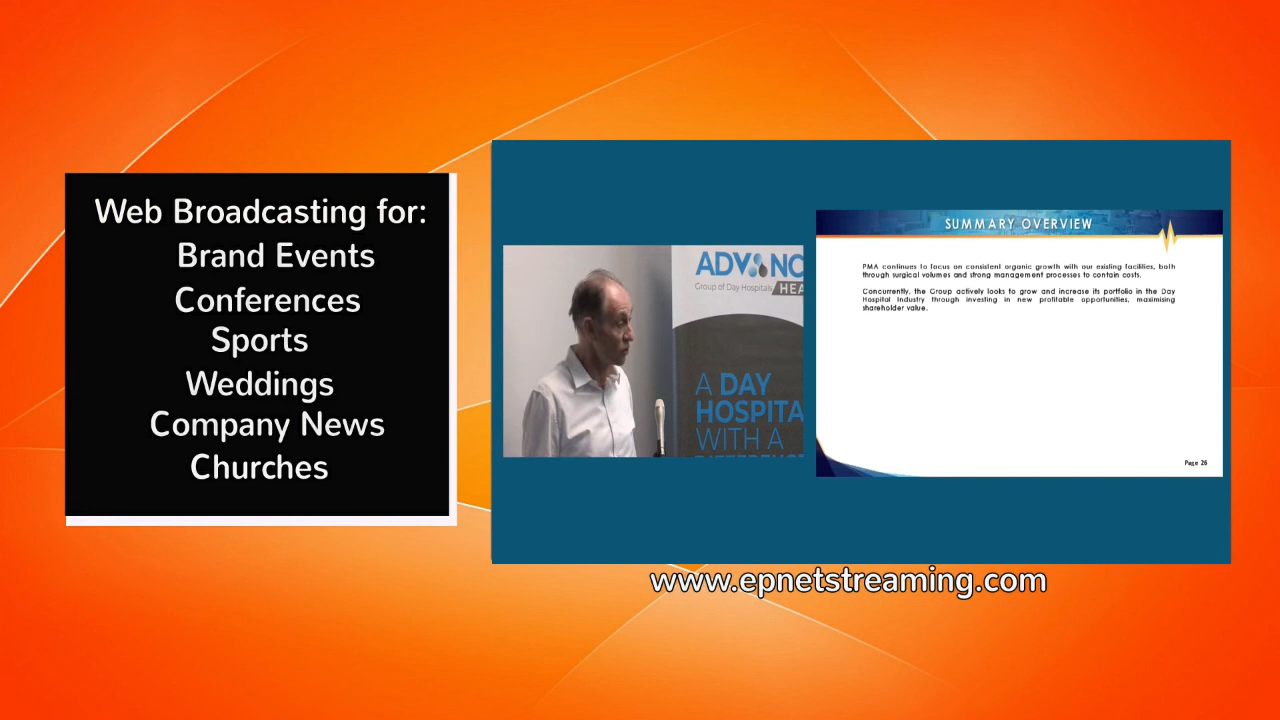 Web Broadcasting for:
Brand Events
Conferences
Sports
Weddings
Company News
Churches
ADVANC
Group of Day Hospitals
HEA
A DAY
HOSPITA
WITH A
SUMMARY OVERVIEW
PMA continues to focus on consistent organic growth with our existing facilities, both
through surgical volumes and strong management processes to contain costs.
Concurrently, the Group actively looks to grow and increase its portfolio in the Day
Hospital Industry through investing in new profitable opportunities, maximising
shareholder value.
Page 26
www.epnetstreaming.com